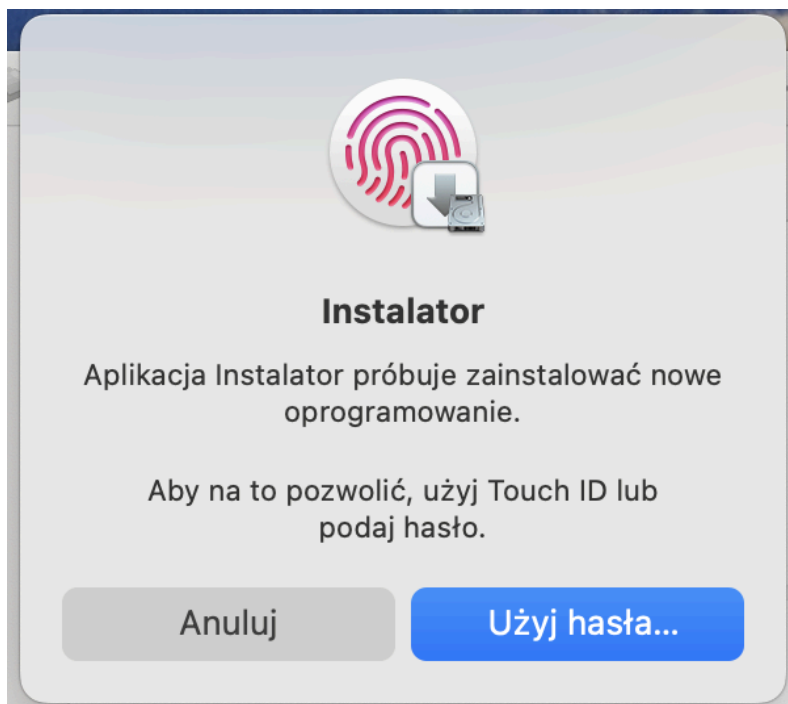 Instalator
Aplikacja Instalator próbuje zainstalować nowe
oprogramowanie.
Aby na to pozwolić, użyj Touch ID lub
podaj hasło.
Anuluj
Użyj hasła...